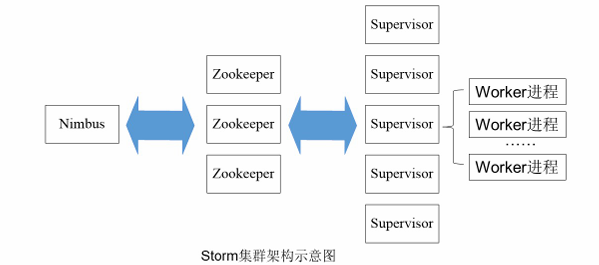 Nimbus
Zookeeper
Zookeeper
Zookeeper
Supervisor
Supervisor
Supervisor
Supervisor
Supervisor
Worker进程
Worker进程
……
Worker进程
Storm集群架构示意图